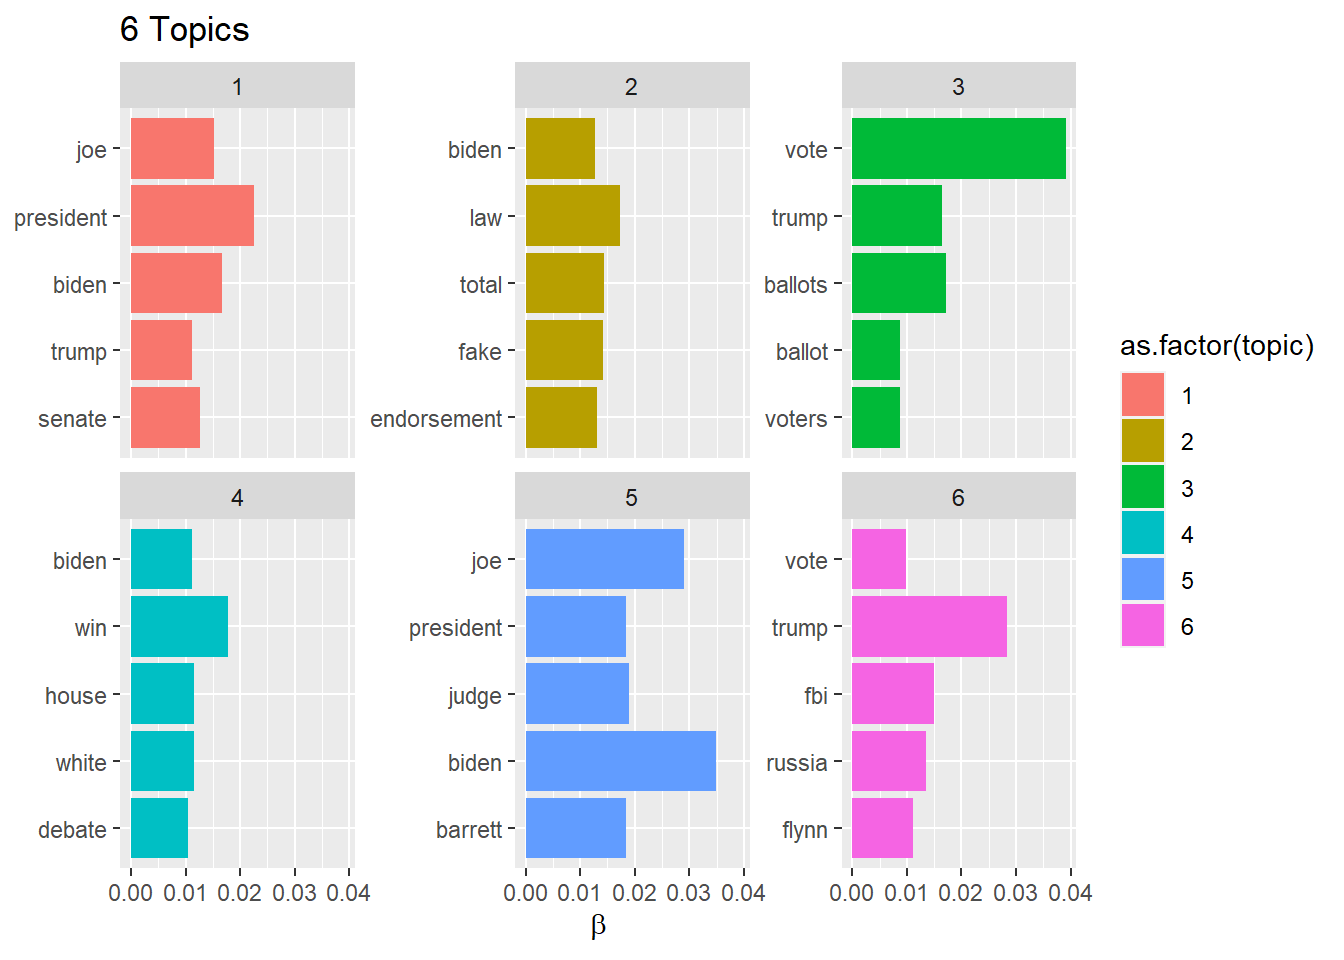 6 Topics
1
joe
president
biden
trump
senate
2
biden
law
total
fake
endorsement
3
vote
trump
ballots
ballot
voters
4
biden
win
house
white
debate
0.00 0.01 0.02 0.03 0.04
5
joe
president
judge
biden
barrett
0.00 0.01 0.02 0.03 0.04
6
vote
trump
fbi
russia
flynn
0.00 0.01 0.02 0.03 0.04
β
as.factor(topic)
1
2
3
4
5
6